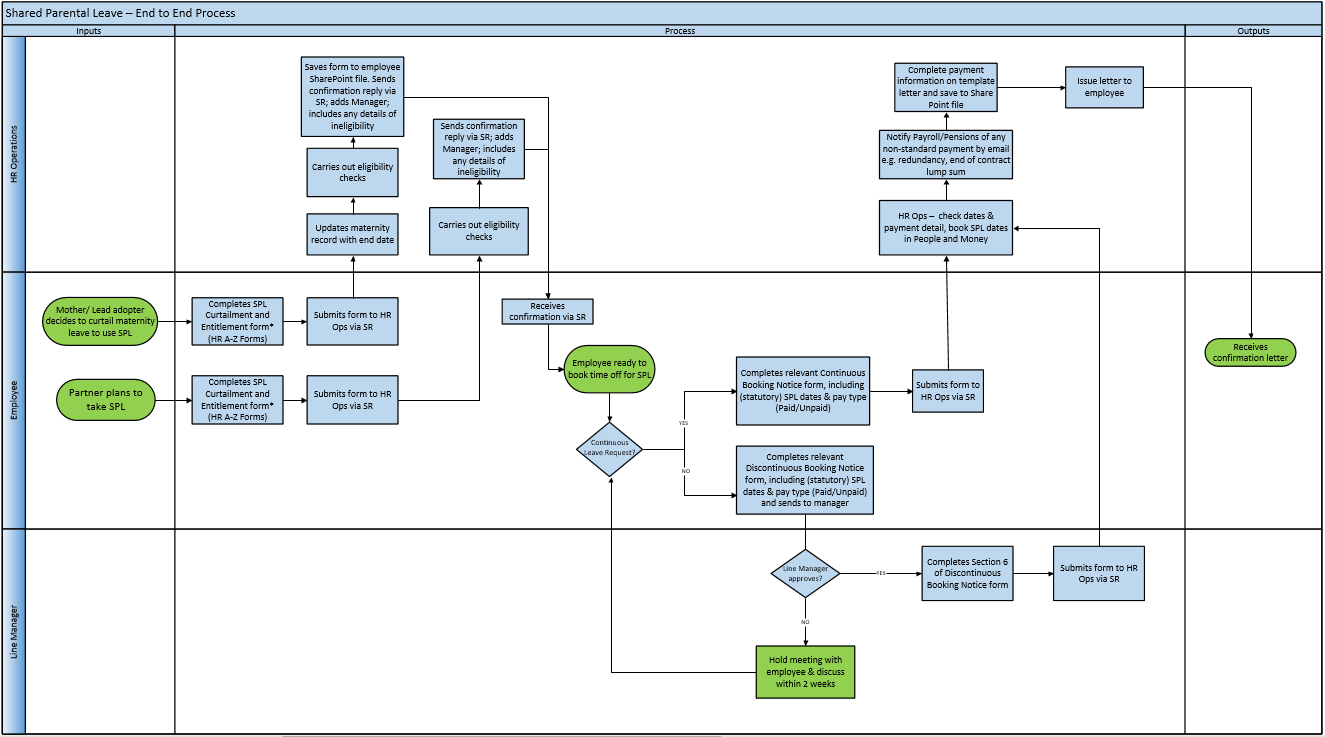 Shared Parental Leave – End to End Process
Inputs
Process
Outputs
HR Operations
Saves form to employee
SharePoint file. Sends
confirmation reply via
SR; adds Manager;
includes any details of
ineligibility
Carries out eligibility
checks
Updates maternity
record with end date
Sends confirmation
reply via SR; adds
Manager; includes
any details of
ineligibility
Carries out eligibility
checks
Complete payment
information on template
letter and save to Share
Point file
Issue letter to
employee
Notify Payroll/Pensions of any
non-standard payment by email
e.g. redundancy, end of contract
lump sum
HR Ops – check dates &
payment detail, book SPL dates
in People and Money
Employee
Mother/ Lead adopter
decides to curtail maternity
leave to use SPL
Completes SPL
Curtailment and
Entitlement form*
(HR A-Z Forms)
Submits form to HR
Ops via SR
Partner plans to
take SPL
Completes SPL
Curtailment and
Entitlement form*
(HR A-Z Forms)
Submits form to HR
Ops via SR
Receives
confirmation via SR
Employee ready to
book time off for SPL
Continuous
Leave Request?
YES
NO
Completes relevant Continuous
Booking Notice form, including
(statutory) SPL dates & pay type
(Paid/Unpaid)
Submits form to
HR Ops via SR
Completes relevant
Discontinuous Booking Notice
form, including (statutory) SPL
dates & pay type (Paid/Unpaid)
and sends to manager
Receives
confirmation letter
Line Manager
Line Manager
approves?
YES
NO
Completes Section 6
of Discontinuous
Booking Notice form
Submits form to HR
Ops via SR
Hold meeting with
employee & discuss
within 2 weeks